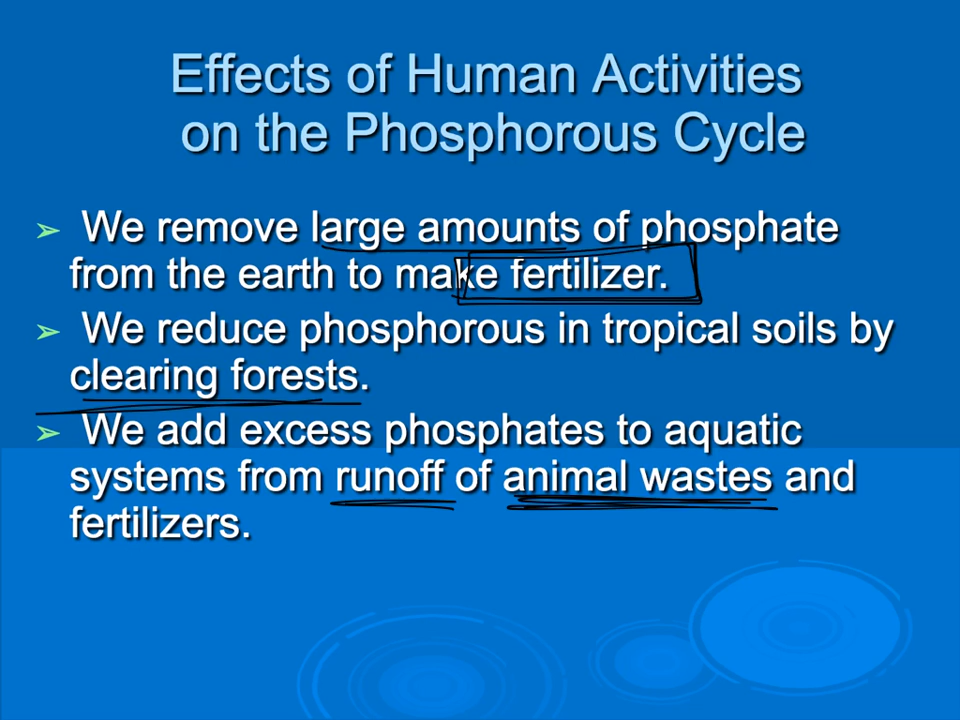 Effects of Human Activities
on the Phosphorous Cycle
➢ We remove large amounts of phosphate
from the earth to make fertilizer.
➢ We reduce phosphorous in tropical soils by
clearing forests.
➢ We add excess phosphates to aquatic
systems from runoff of animal wastes and
fertilizers.